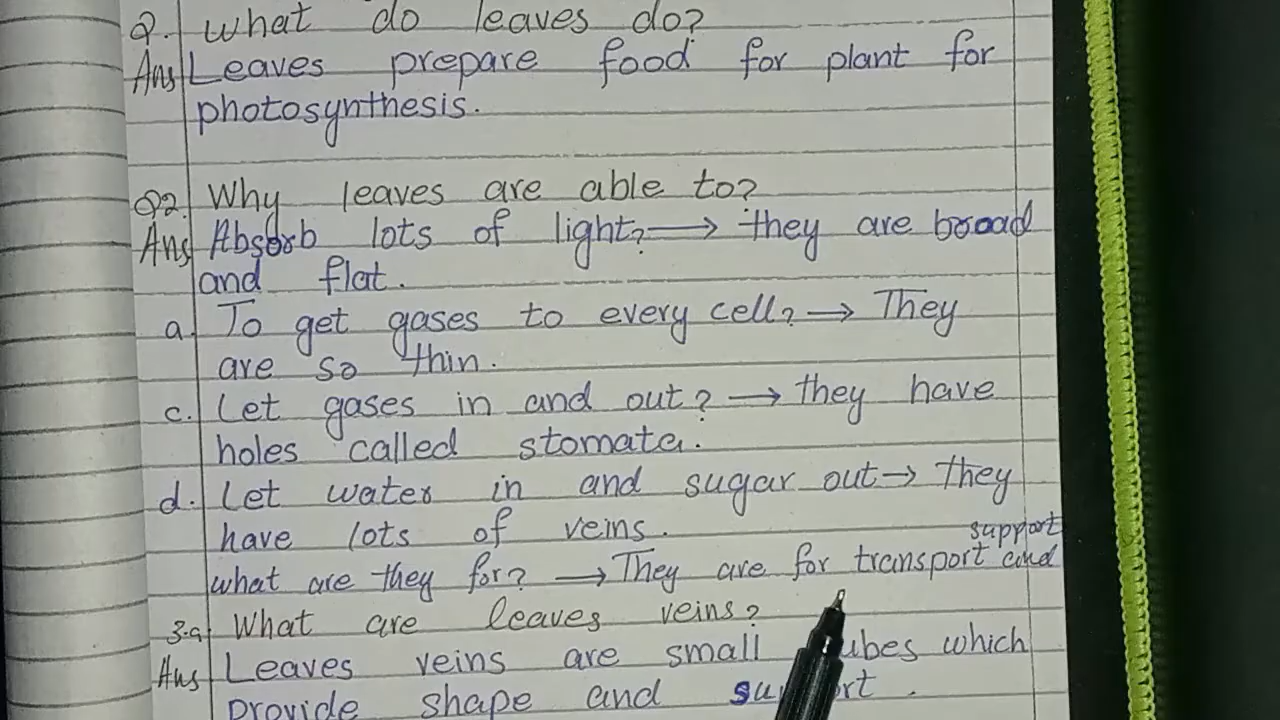 Q. What do leaves do?
Ans Leaves prepare food for plant for
photosynthesis.
Q2. Why leaves are able to?
Ans Absorb lots of light? → they are broad
and flat.
a. To get gases to every cell? → They
are so thin.
c. Let gases in and out? → they have
holes called stomata.
d. Let water in and sugar out → they
have lots of veins.
support
what are they for? → They are for transport and
3.a What are leaves veins?
Ans Leaves veins are small ubes which
provide shape and su rt.